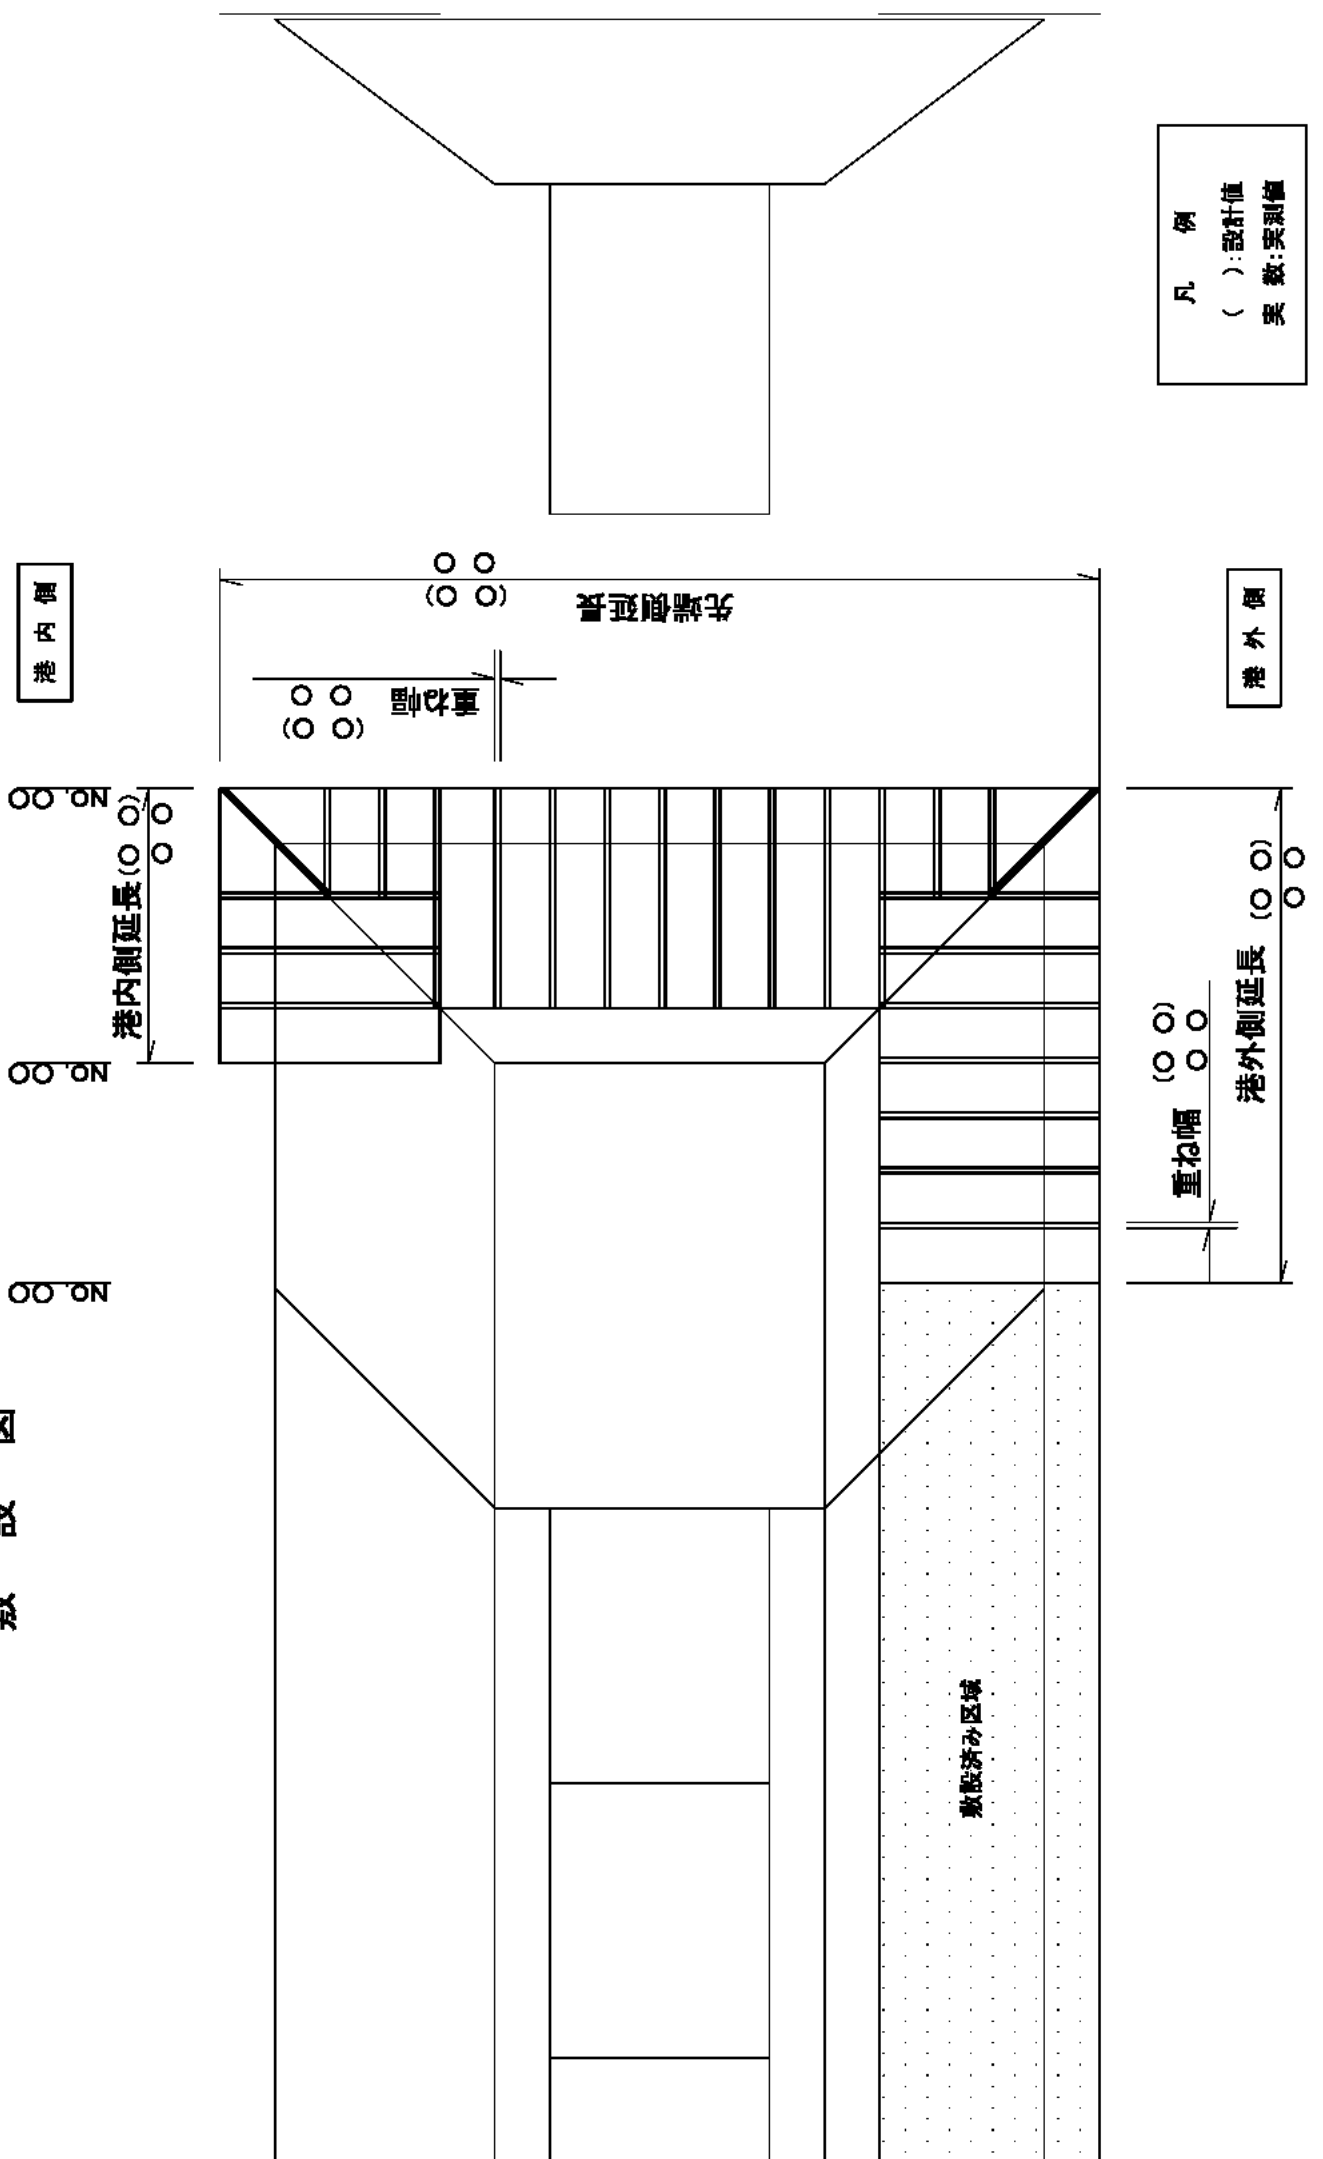 敷設図
港内側
港外側
No. ○○
No. ○○
No. ○○
港内側延長(○ ○)
○ ○
先端側延長
○ ○
(○ ○)
重ね幅
○ ○
(○ ○)
港外側延長 (○ ○)
○ ○
重ね幅
(○ ○)
○ ○
敷設済み区域
凡 例
( ):設計値
実 数:実測値